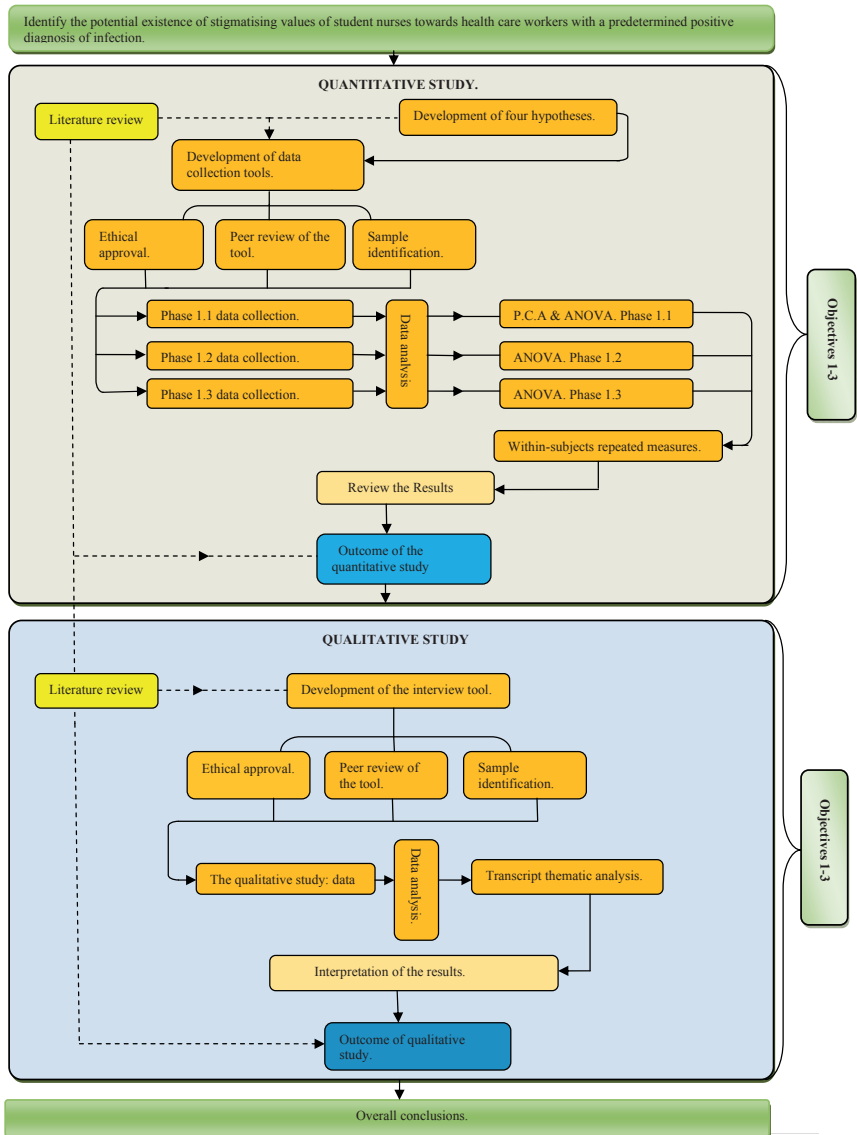 Identify the potential existence of stigmatising values of student nurses towards health care workers with a predetermined positive
diagnosis of infection.
QUANTITATIVE STUDY.
Literature review
Development of four hypotheses.
Development of data
collection tools.
Ethical
approval.
Peer review of the
tool.
Sample
identification.
Phase 1.1 data collection.
Phase 1.2 data collection.
Phase 1.3 data collection.
Data analysis
P.C.A & ANOVA. Phase 1.1
ANOVA. Phase 1.2
ANOVA. Phase 1.3
Within-subjects repeated measures.
Review the Results
Outcome of the
quantitative study
Objectives 1-3
QUALITATIVE STUDY
Literature review
Development of the interview tool.
Ethical approval.
Peer review of
the tool.
Sample
identification.
The qualitative study: data
Data analysis.
Transcript thematic analysis.
Interpretation of the results.
Outcome of qualitative
study.
Objectives 1-3
Overall conclusions.